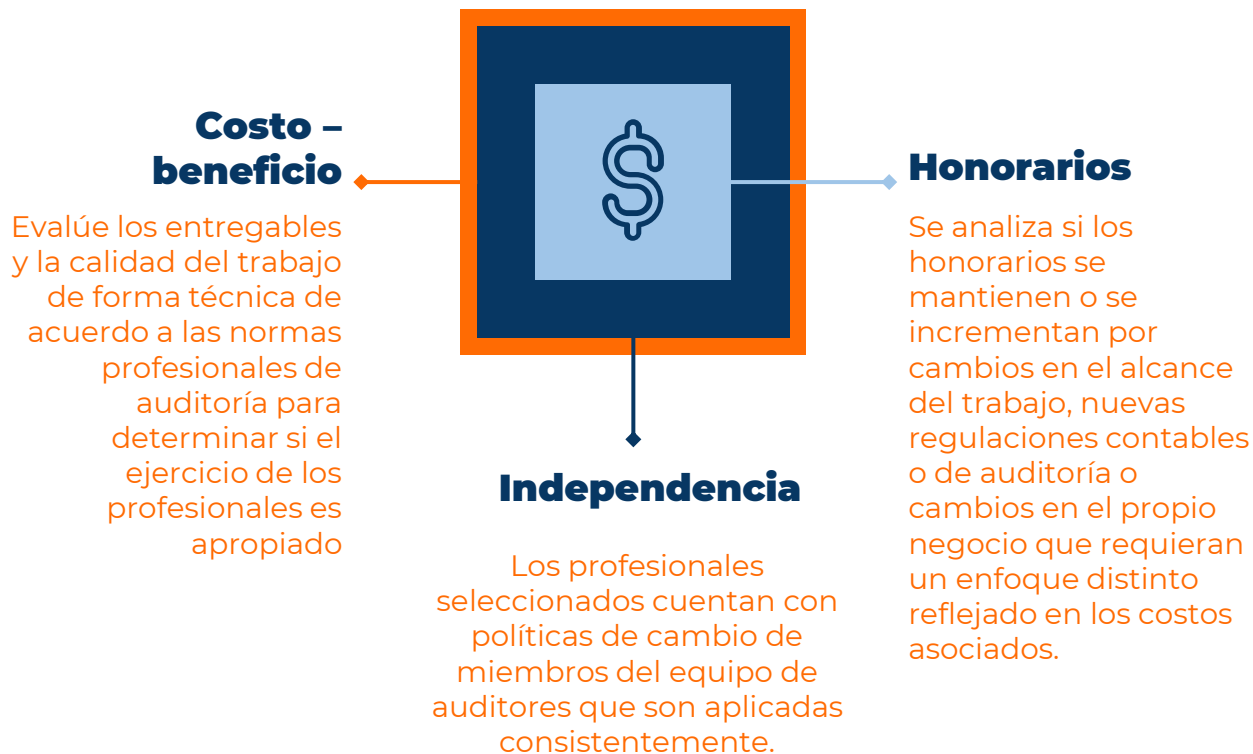 Costo –
beneficio
Evalúe los entregables
y la calidad del trabajo
de forma técnica de
acuerdo a las normas
profesionales de
auditoría para
determinar si el
ejercicio de los
profesionales es
apropiado
$
Independencia
Los profesionales
seleccionados cuentan con
políticas de cambio de
miembros del equipo de
auditores que son aplicadas
consistentemente.
Honorarios
Se analiza si los
honorarios se
mantienen o se
incrementan por
cambios en el alcance
del trabajo, nuevas
regulaciones contables
o de auditoría o
cambios en el propio
negocio que requieran
un enfoque distinto
reflejado en los costos
asociados.